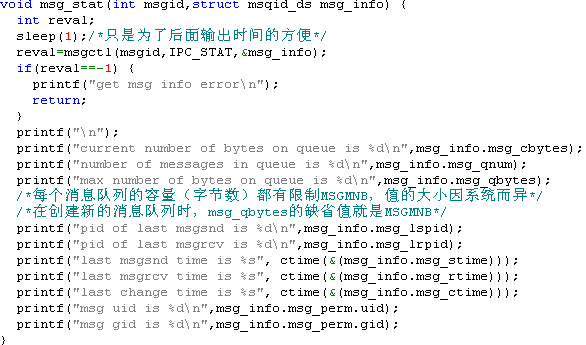 void msg_stat(int msgid,struct msqid_ds msg_info) {
  int reval;
  sleep(1);/*只是为了后面输出时间的方便*/
  reval=msgctl(msgid,IPC_STAT,&msg_info);
  if(reval==-1) {
    printf("get msg info error\n");
    return;
  }
  printf("\n");
  printf("current number of bytes on queue is %d\n",msg_info.msg_cbytes);
  printf("number of messages in queue is %d\n",msg_info.msg_qnum);
  printf("max number of bytes on queue is %d\n",msg_info.msg_qbytes);
  /*每个消息队列的容量（字节数）都有限制MSGMNB，值的大小因系统而异*/
  /*在创建新的消息队列时，msg_qbytes的缺省值就是MSGMNB*/
  printf("pid of last msgsnd is %d\n",msg_info.msg_lspid);
  printf("pid of last msgrcv is %d\n",msg_info.msg_lrpid);
  printf("last msgsnd time is %s", ctime(&(msg_info.msg_stime)));
  printf("last msgrcv time is %s", ctime(&(msg_info.msg_rtime)));
  printf("last change time is %s", ctime(&(msg_info.msg_ctime)));
  printf("msg uid is %d\n",msg_info.msg_perm.uid);
  printf("msg gid is %d\n",msg_info.msg_perm.gid);
}